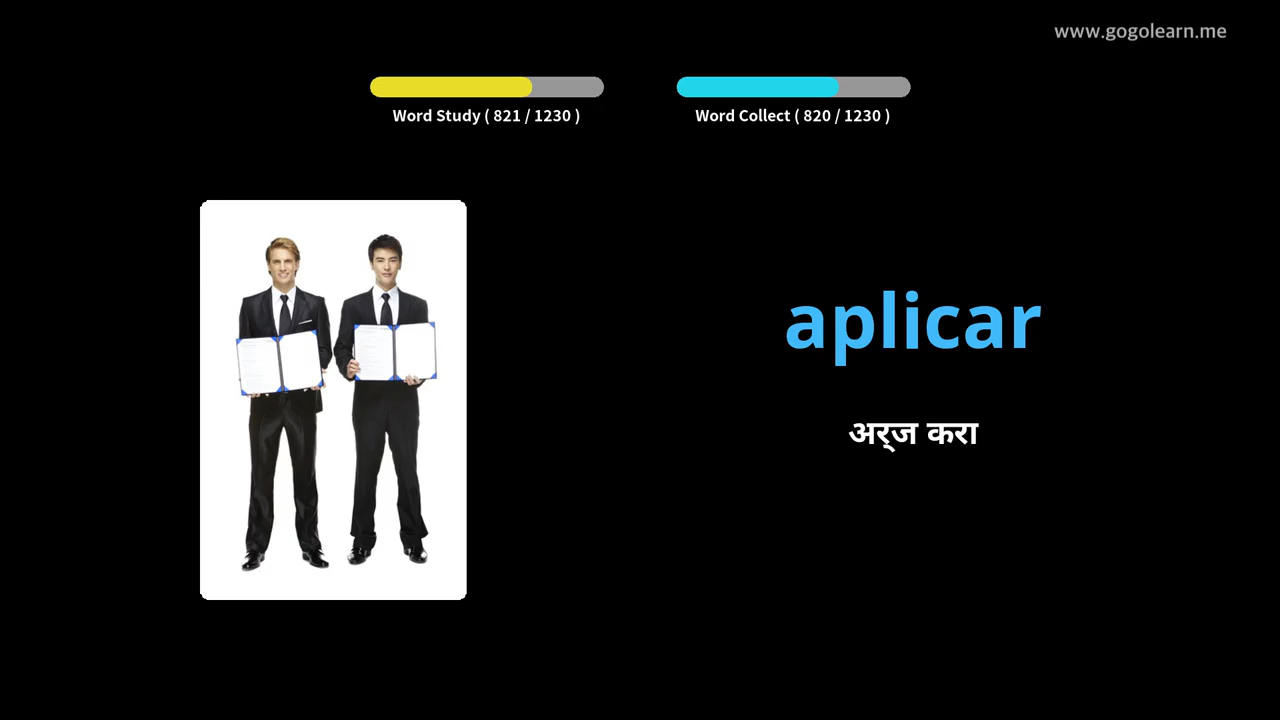 www.gogolearn.me
Word Study ( 821 / 1230 )
Word Collect ( 820 / 1230 )
aplicar
अर्ज करा